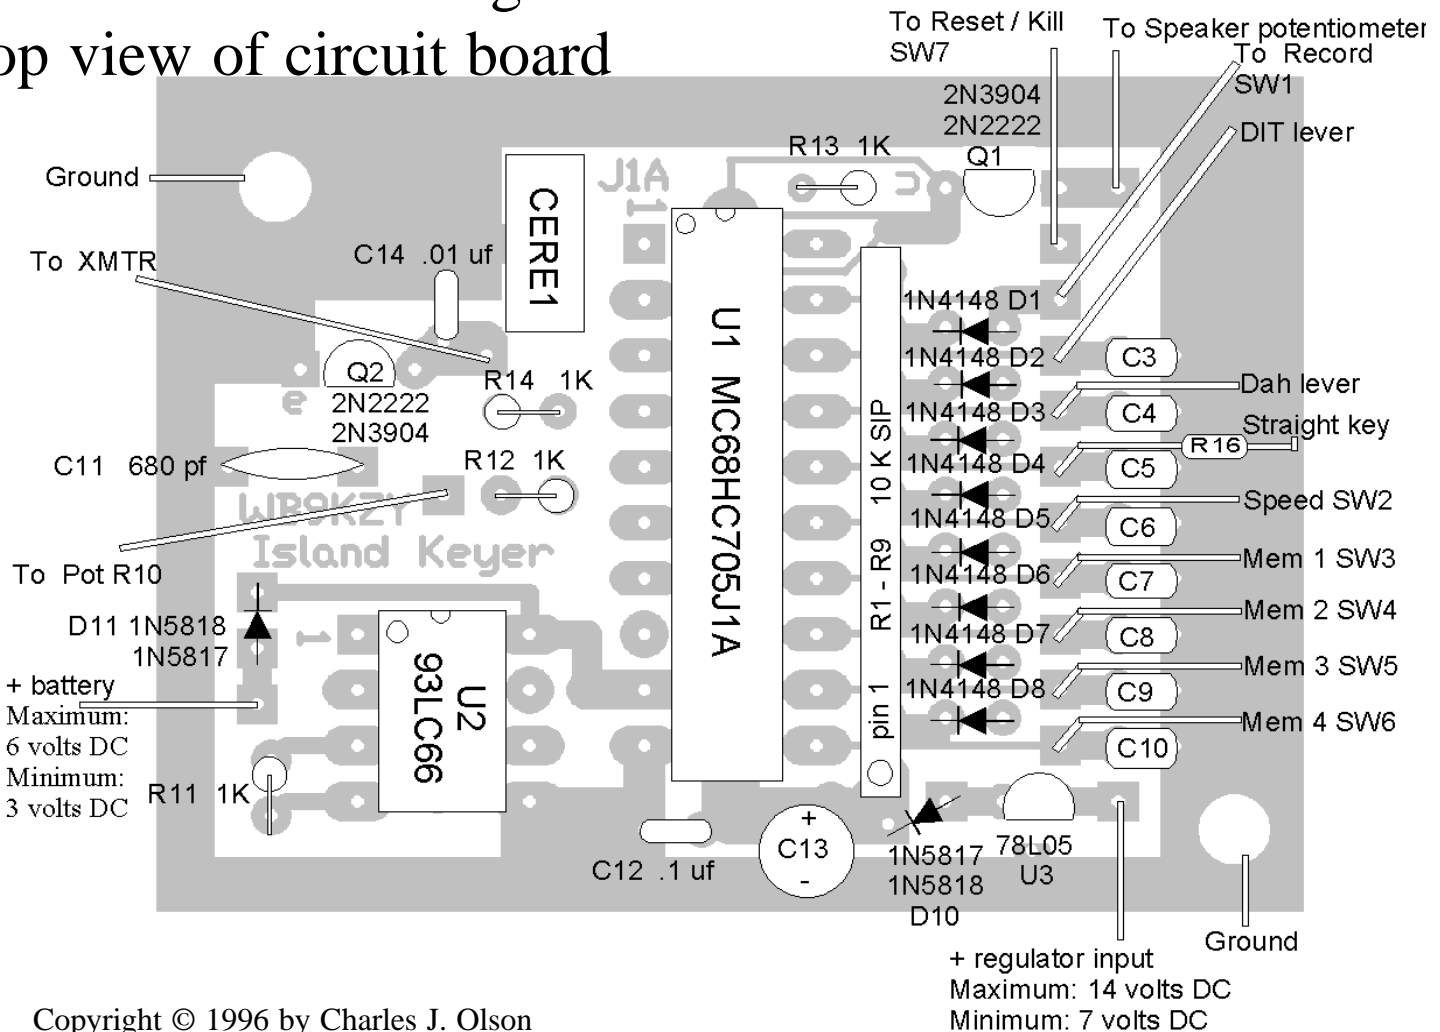 op view of circuit board
To Reset / Kill
SW7
To Speaker potentiometer
To Record
SW1
DIT lever
2N3904
2N2222
Q1
R13 1K
J1A
1
Ground
To XMTR
C14 .01 uf
CERE1
U1 MC68HC705J1A
10 K SIP
R1 - R9
pin 1
1N4148 D1
1N4148 D2
1N4148 D3
1N4148 D4
1N4148 D5
1N4148 D6
1N4148 D7
1N4148 D8
C3
C4
C5
C6
C7
C8
C9
C10
Dah lever
Straight key
R16
Speed SW2
Mem 1 SW3
Mem 2 SW4
Mem 3 SW5
Mem 4 SW6
Q2
2N2222
2N3904
e
R14 1K
R12 1K
C11 680 pf
WB9KZY
Island Keyer
To Pot R10
D11 1N5818
1N5817
1
+ battery
Maximum:
6 volts DC
Minimum:
3 volts DC
R11 1K
U2
93LC66
C12 .1 uf
+
C13
-
1N5817
1N5818
D10
78L05
U3
Ground
+ regulator input
Maximum: 14 volts DC
Minimum: 7 volts DC
Copyright © 1996 by Charles J. Olson